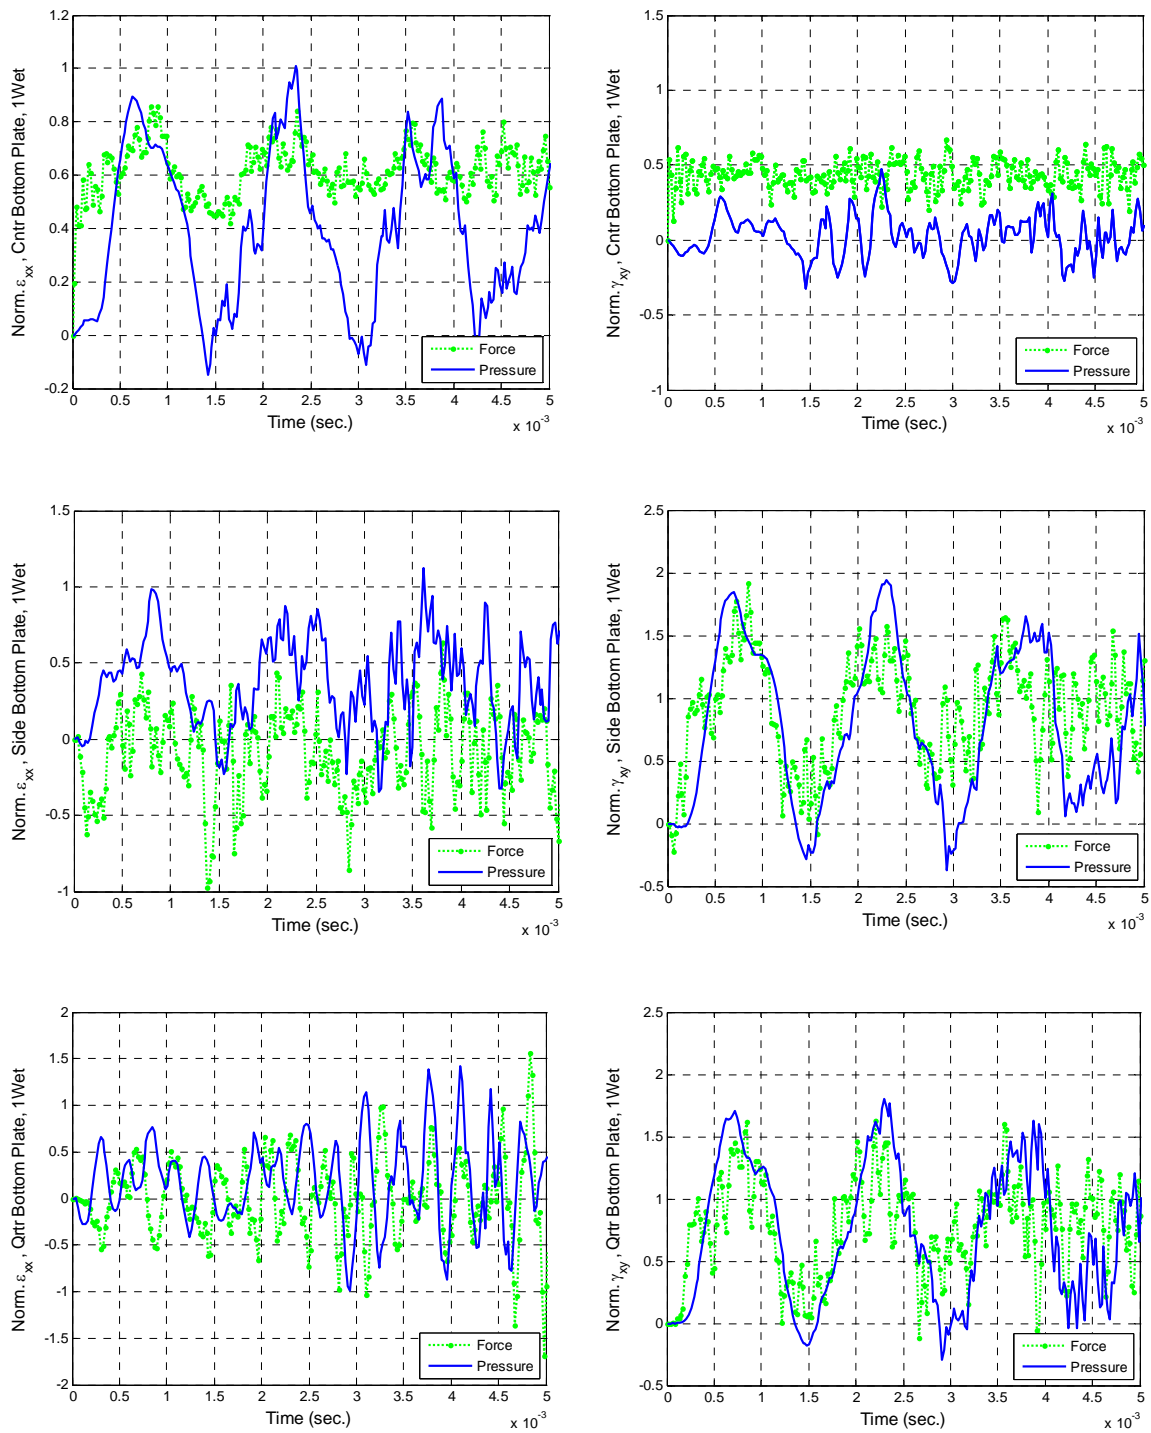 1.2
1
0.8
0.6
0.4
0.2
0
-0.2
Norm. ε_xx , Cntr Bottom Plate, 1Wet
0 0.5 1 1.5 2 2.5 3 3.5 4 4.5 5
Time (sec.)
x 10^-3
Force
Pressure
1.5
1
0.5
0
-0.5
-1
Norm. γ_xy , Cntr Bottom Plate, 1Wet
0 0.5 1 1.5 2 2.5 3 3.5 4 4.5 5
Time (sec.)
x 10^-3
Force
Pressure
1.5
1
0.5
0
-0.5
-1
Norm. ε_xx , Side Bottom Plate, 1Wet
0 0.5 1 1.5 2 2.5 3 3.5 4 4.5 5
Time (sec.)
x 10^-3
Force
Pressure
2.5
2
1.5
1
0.5
0
-0.5
Norm. γ_xy , Side Bottom Plate, 1Wet
0 0.5 1 1.5 2 2.5 3 3.5 4 4.5 5
Time (sec.)
x 10^-3
Force
Pressure
2
1.5
1
0.5
0
-0.5
-1
-1.5
-2
Norm. ε_xx , Qrtr Bottom Plate, 1Wet
0 0.5 1 1.5 2 2.5 3 3.5 4 4.5 5
Time (sec.)
x 10^-3
Force
Pressure
2.5
2
1.5
1
0.5
0
-0.5
Norm. γ_xy , Qrtr Bottom Plate, 1Wet
0 0.5 1 1.5 2 2.5 3 3.5 4 4.5 5
Time (sec.)
x 10^-3
Force
Pressure